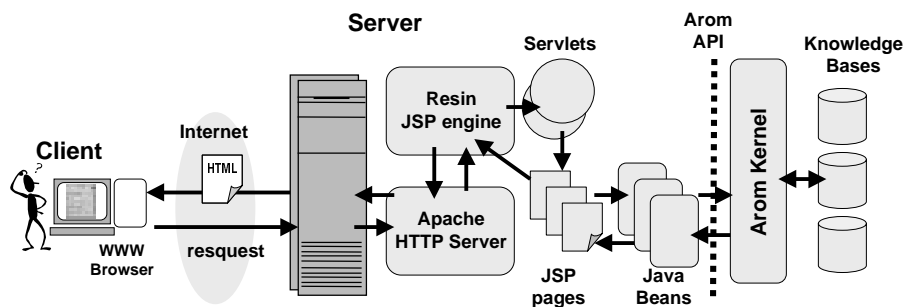 Server
Arom
API
Servlets
Knowledge
Bases
Resin
JSP engine
Internet
Client
HTML
?
Arom Kernel
Apache
HTTP Server
WWW
Browser
resquest
JSP
pages
Java
Beans